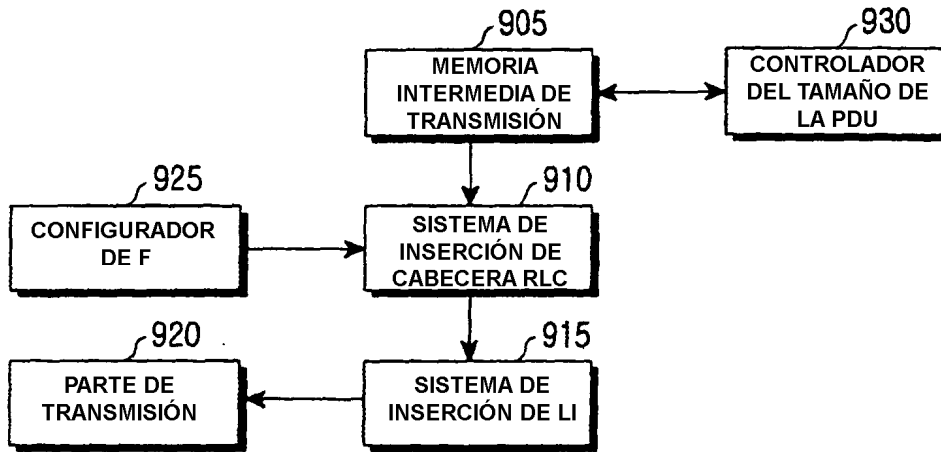 905
MEMORIA
INTERMEDIA DE
TRANSMISIÓN
930
CONTROLADOR
DEL TAMAÑO DE
LA PDU
925
CONFIGURADOR
DE F
910
SISTEMA DE
INSERCIÓN DE
CABECERA RLC
920
PARTE DE
TRANSMISIÓN
915
SISTEMA DE
INSERCIÓN DE LI